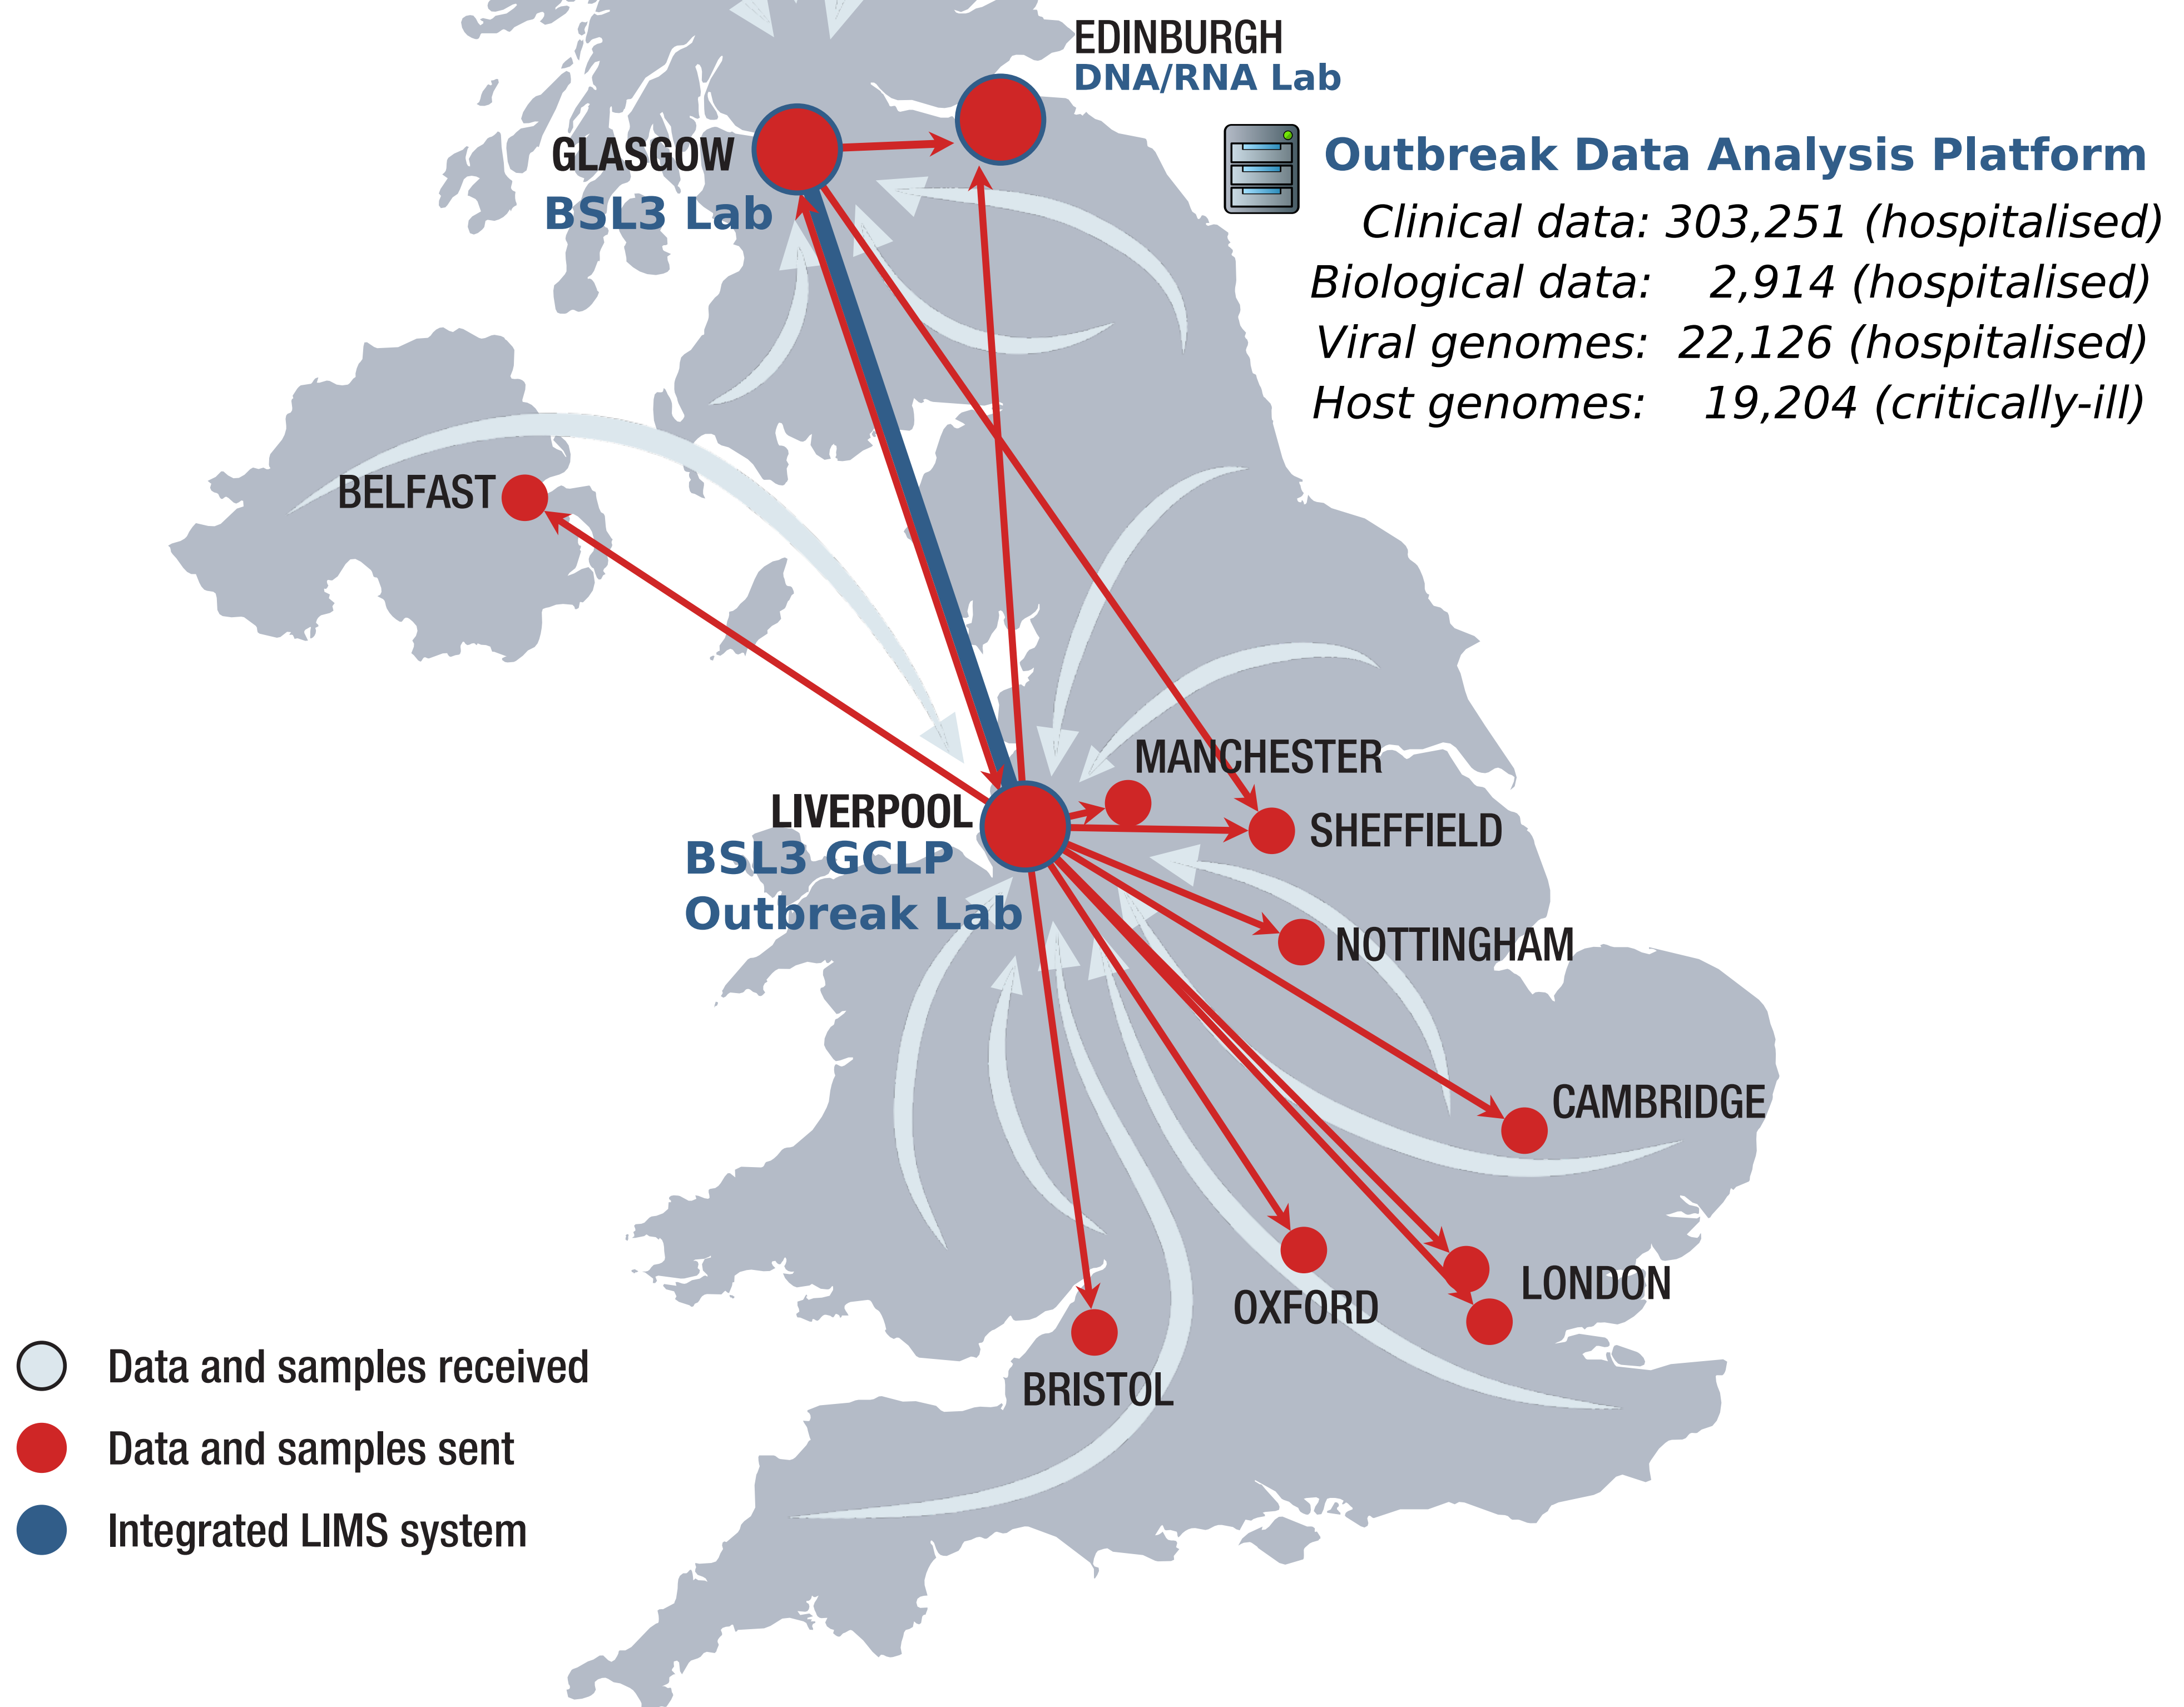 EDINBURGH
DNA/RNA Lab
GLASGOW
BSL3 Lab
Outbreak Data Analysis Platform
Clinical data: 303,251 (hospitalised)
Biological data: 2,914 (hospitalised)
Viral genomes: 22,126 (hospitalised)
Host genomes: 19,204 (critically-ill)
BELFAST
MANCHESTER
LIVERPOOL
BSL3 GCLP
Outbreak Lab
SHEFFIELD
NOTTINGHAM
CAMBRIDGE
LONDON
OXFORD
BRISTOL
Data and samples received
Data and samples sent
Integrated LIMS system